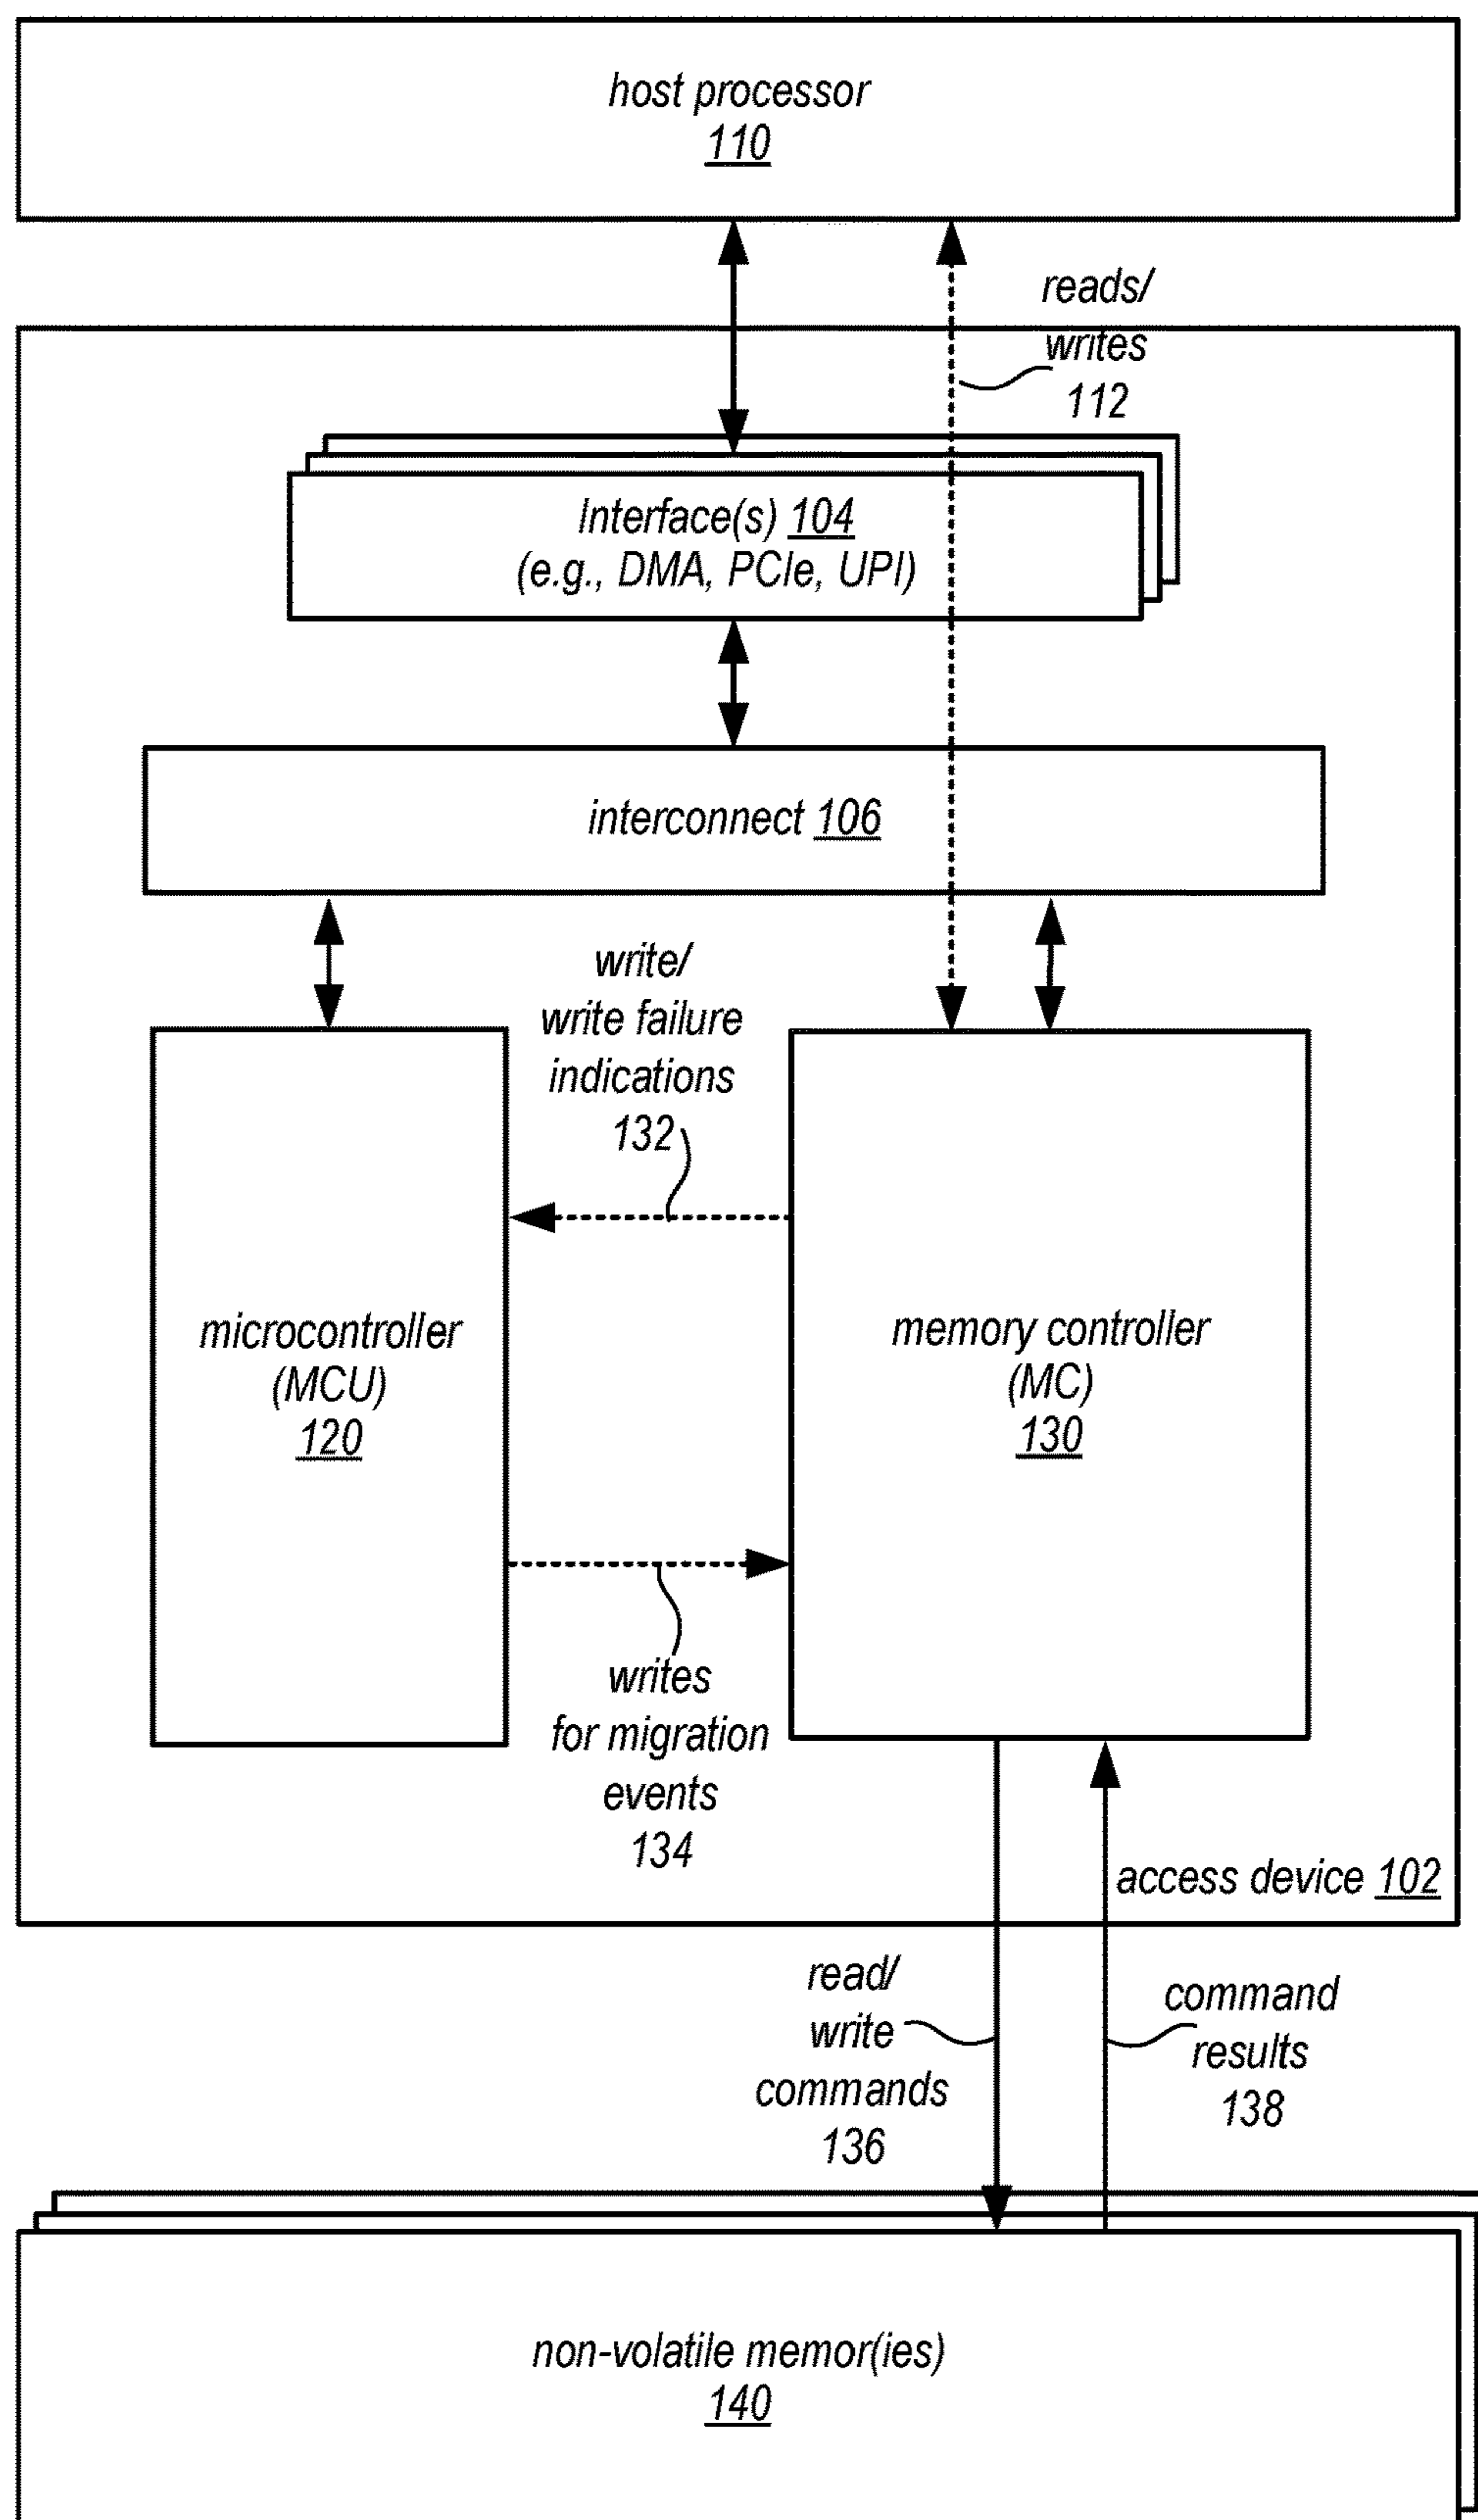 host processor
110
reads/
writes
112
Interface(s) 104
(e.g., DMA, PCIe, UPI)
interconnect 106
write/
write failure
indications
132
microcontroller
(MCU)
120
memory controller
(MC)
130
writes
for migration
events
134
access device 102
read/
write
commands
136
command
results
138
non-volatile memor(ies)
140